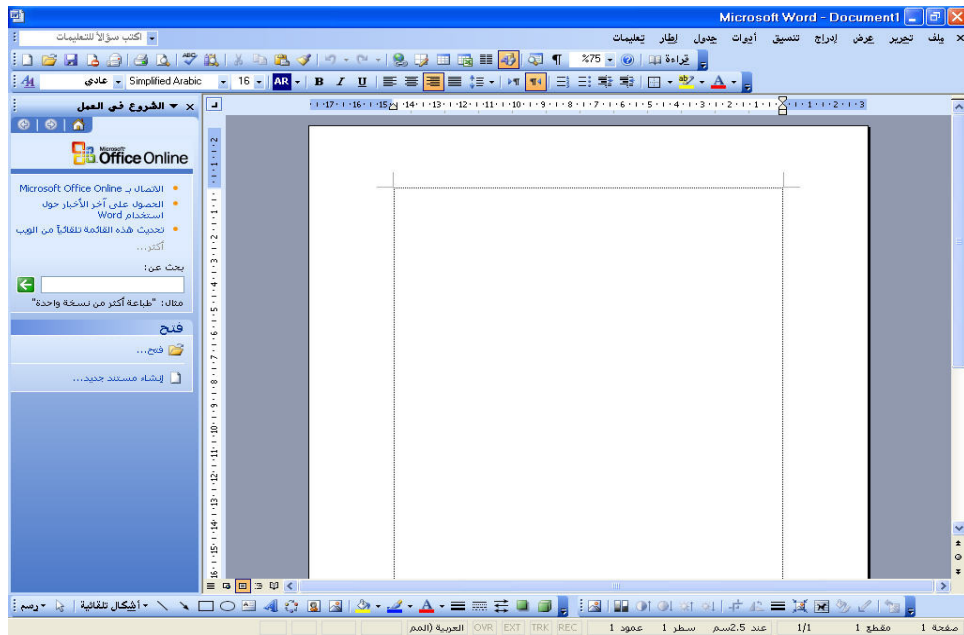 Microsoft Word - Document1
ملف تحرير عرض إدراج تنسيق أدوات جدول إطار تعليمات
اكتب سؤالاً للتعليمات
قراءة
%75
عادي Simplified Arabic 16 AR B I U
الشروع في العمل
Microsoft
Office Online
الاتصال بـ Microsoft Office Online
الحصول على آخر الأخبار حول
استخدام Word
تحديث هذه القائمة تلقائياً من الويب
أكثر...
بحث عن:
مثال: "طباعة أكثر من نسخة واحدة"
فتح
فتح...
إنشاء مستند جديد...
رسم أشكال تلقائية
صفحة 1 مقطع 1 1/1 عند 2.5سم سطر 1 عمود 1 REC TRK EXT OVR العربية (المم